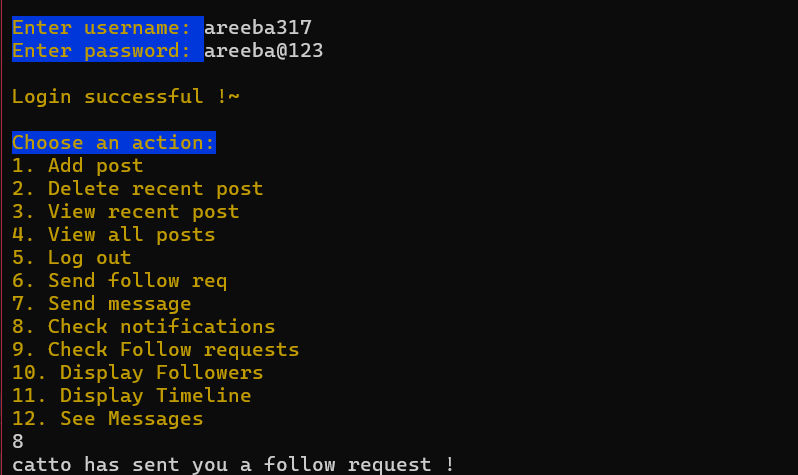 Enter username: areeba317
Enter password: areeba@123
Login successful !~
Choose an action:
1. Add post
2. Delete recent post
3. View recent post
4. View all posts
5. Log out
6. Send follow req
7. Send message
8. Check notifications
9. Check Follow requests
10. Display Followers
11. Display Timeline
12. See Messages
8
catto has sent you a follow request !